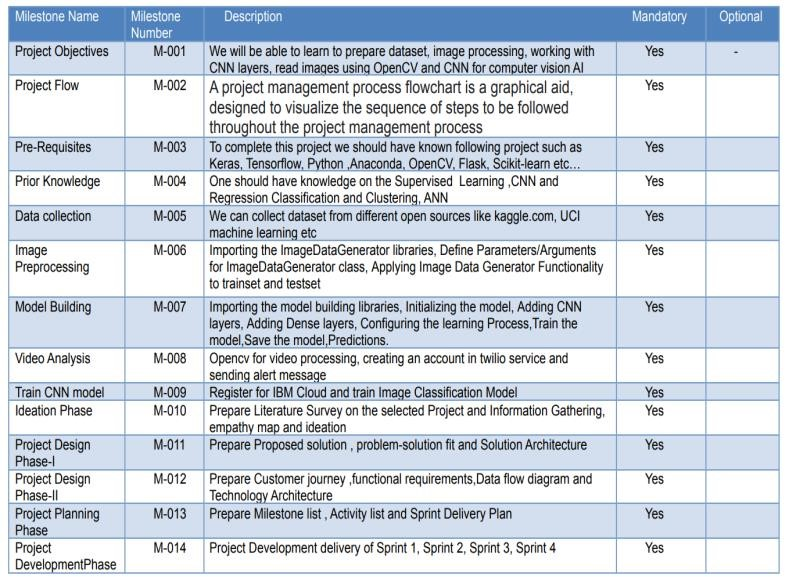 Milestone Name Milestone Number Description Mandatory Optional
Project Objectives M-001 We will be able to learn to prepare dataset, image processing, working with Yes -
CNN layers, read images using OpenCV and CNN for computer vision AI
Project Flow M-002 A project management process flowchart is a graphical aid, Yes
designed to visualize the sequence of steps to be followed
throughout the project management process
Pre-Requisites M-003 To complete this project we should have known following project such as Yes
Keras, Tensorflow, Python ,Anaconda, OpenCV, Flask, Scikit-learn etc…
Prior Knowledge M-004 One should have knowledge on the Supervised Learning ,CNN and Yes
Regression Classification and Clustering, ANN
Data collection M-005 We can collect dataset from different open sources like kaggle.com, UCI Yes
machine learning etc
Image M-006 Importing the ImageDataGenerator libraries, Define Parameters/Arguments Yes
Preprocessing for ImageDataGenerator class, Applying Image Data Generator Functionality
to trainset and testset
Model Building M-007 Importing the model building libraries, Initializing the model, Adding CNN Yes
layers, Adding Dense layers, Configuring the learning Process,Train the
model,Save the model,Predictions.
Video Analysis M-008 Opencv for video processing, creating an account in twilio service and Yes
sending alert message
Train CNN model M-009 Register for IBM Cloud and train Image Classification Model Yes
Ideation Phase M-010 Prepare Literature Survey on the selected Project and Information Gathering, Yes
empathy map and ideation
Project Design M-011 Prepare Proposed solution , problem-solution fit and Solution Architecture Yes
Phase-I
Project Design M-012 Prepare Customer journey ,functional requirements,Data flow diagram and Yes
Phase-II Technology Architecture
Project Planning M-013 Prepare Milestone list , Activity list and Sprint Delivery Plan Yes
Phase
Project M-014 Project Development delivery of Sprint 1, Sprint 2, Sprint 3, Sprint 4 Yes
DevelopmentPhase